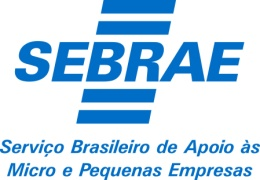 SEBRAE
Serviço Brasileiro de Apoio às
Micro e Pequenas Empresas